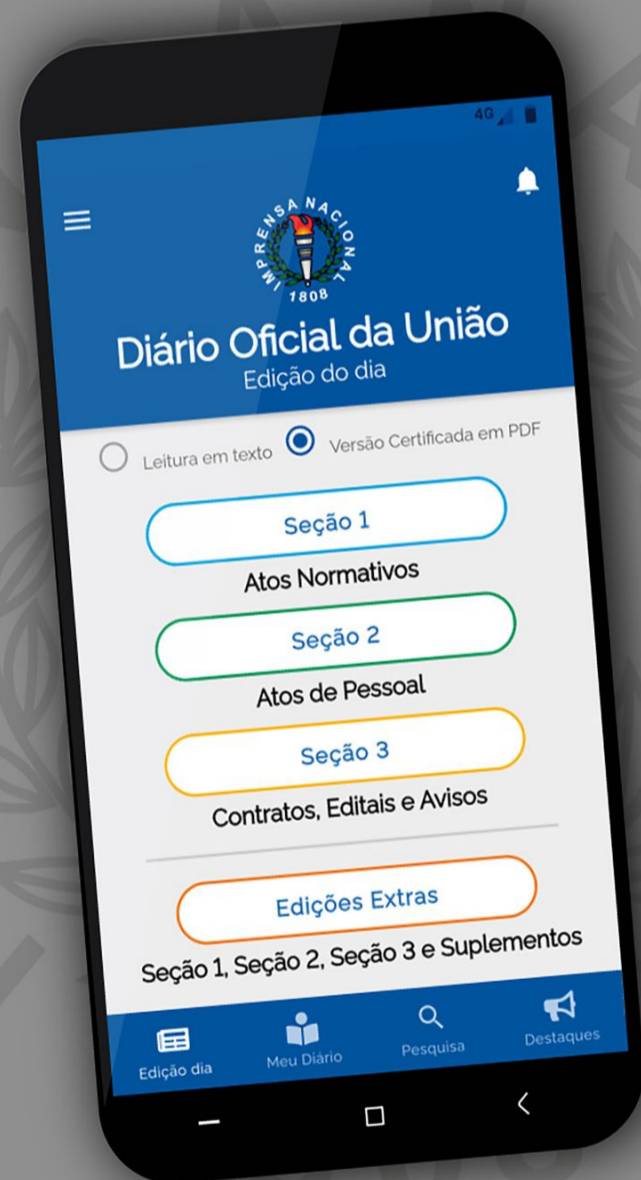 4G
IMPRENSA NACIONAL
1808
Diário Oficial da União
Edição do dia
Leitura em texto Versão Certificada em PDF
Seção 1
Atos Normativos
Seção 2
Atos de Pessoal
Seção 3
Contratos, Editais e Avisos
Edições Extras
Seção 1, Seção 2, Seção 3 e Suplementos
Edição dia Meu Diário Pesquisa Destaques